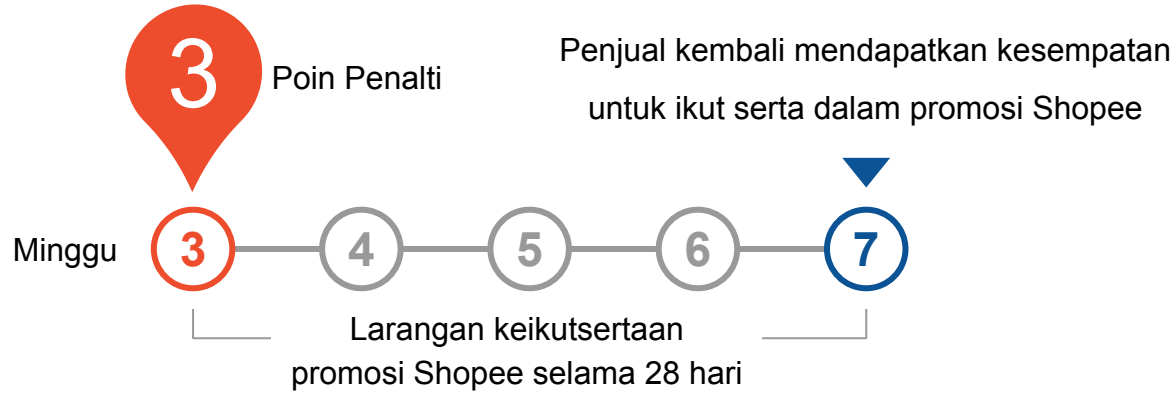 3
Poin Penalti
Penjual kembali mendapatkan kesempatan
untuk ikut serta dalam promosi Shopee
Minggu 3 4 5 6 7
Larangan keikutsertaan
promosi Shopee selama 28 hari